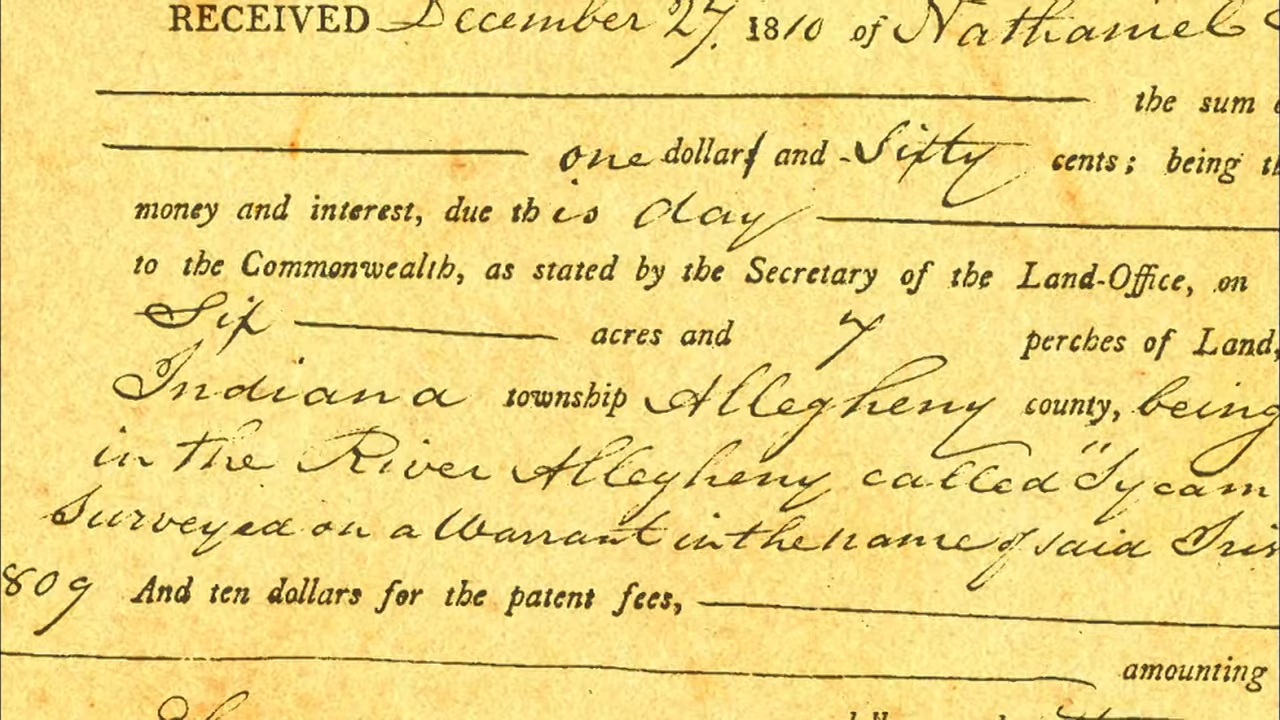 RECEIVED December 27. 1810 of Nathaniel
the sum
one dollars and Sixty cents; being
money and interest, due this day
to the Commonwealth, as stated by the Secretary of the Land-Office, on
Six acres and 7 perches of Land,
Indiana township Allegheny county, being
in the River Allegheny called "Sycam
Surveyed on a Warrant in the name of said
809 And ten dollars for the patent fees,
amounting